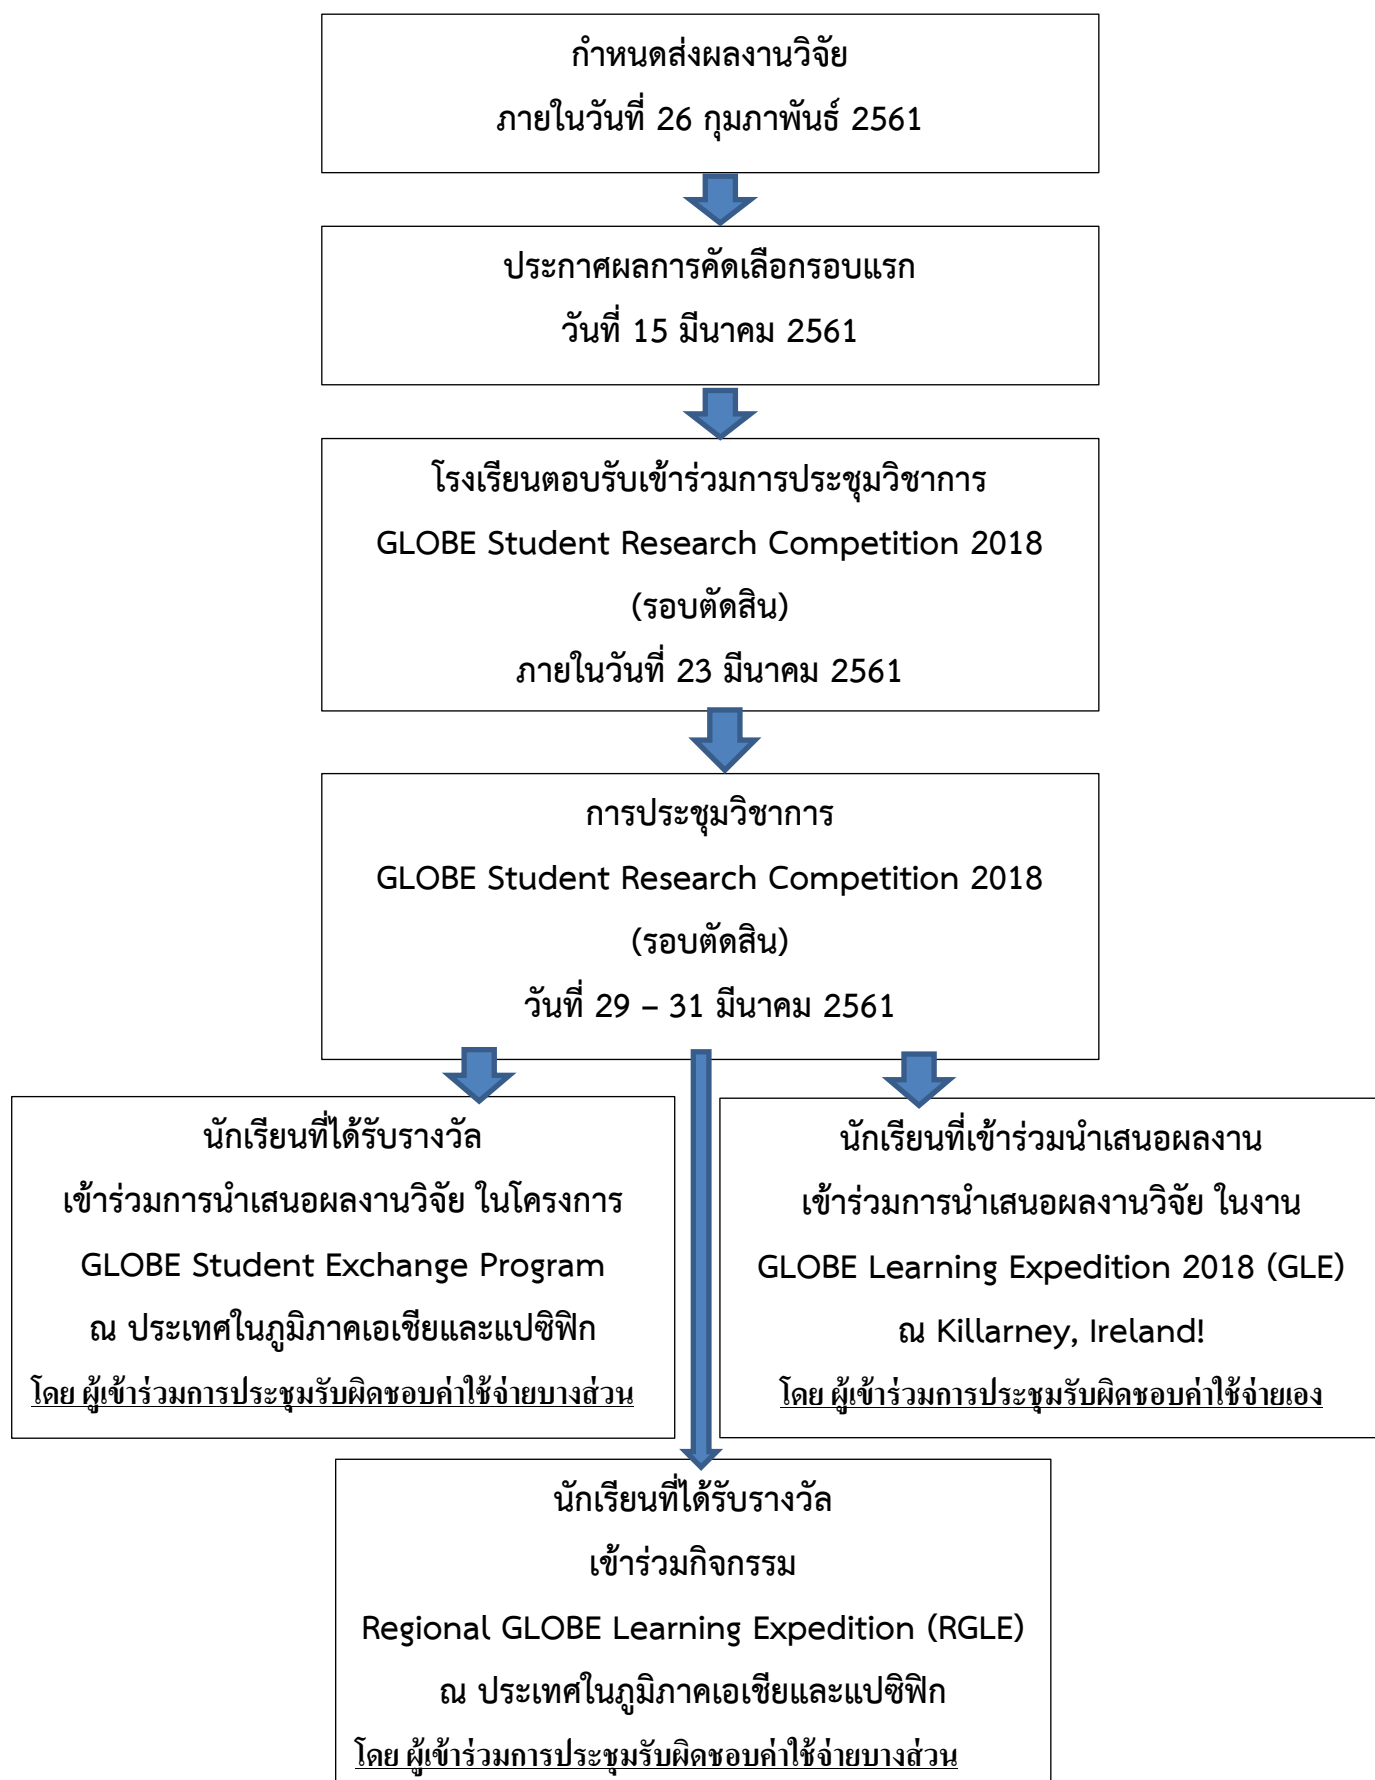 กำหนดส่งผลงานวิจัย
ภายในวันที่ 26 กุมภาพันธ์ 2561
ประกาศผลการคัดเลือกรอบแรก
วันที่ 15 มีนาคม 2561
โรงเรียนตอบรับเข้าร่วมการประชุมวิชาการ
GLOBE Student Research Competition 2018
(รอบตัดสิน)
ภายในวันที่ 23 มีนาคม 2561
การประชุมวิชาการ
GLOBE Student Research Competition 2018
(รอบตัดสิน)
วันที่ 29 – 31 มีนาคม 2561
นักเรียนที่ได้รับรางวัล
เข้าร่วมการนำเสนอผลงานวิจัย ในโครงการ
GLOBE Student Exchange Program
ณ ประเทศในภูมิภาคเอเชียและแปซิฟิก
โดย ผู้เข้าร่วมการประชุมรับผิดชอบค่าใช้จ่ายบางส่วน
นักเรียนที่เข้าร่วมนำเสนอผลงาน
เข้าร่วมการนำเสนอผลงานวิจัย ในงาน
GLOBE Learning Expedition 2018 (GLE)
ณ Killarney, Ireland!
โดย ผู้เข้าร่วมการประชุมรับผิดชอบค่าใช้จ่ายเอง
นักเรียนที่ได้รับรางวัล
เข้าร่วมกิจกรรม
Regional GLOBE Learning Expedition (RGLE)
ณ ประเทศในภูมิภาคเอเชียและแปซิฟิก
โดย ผู้เข้าร่วมการประชุมรับผิดชอบค่าใช้จ่ายบางส่วน